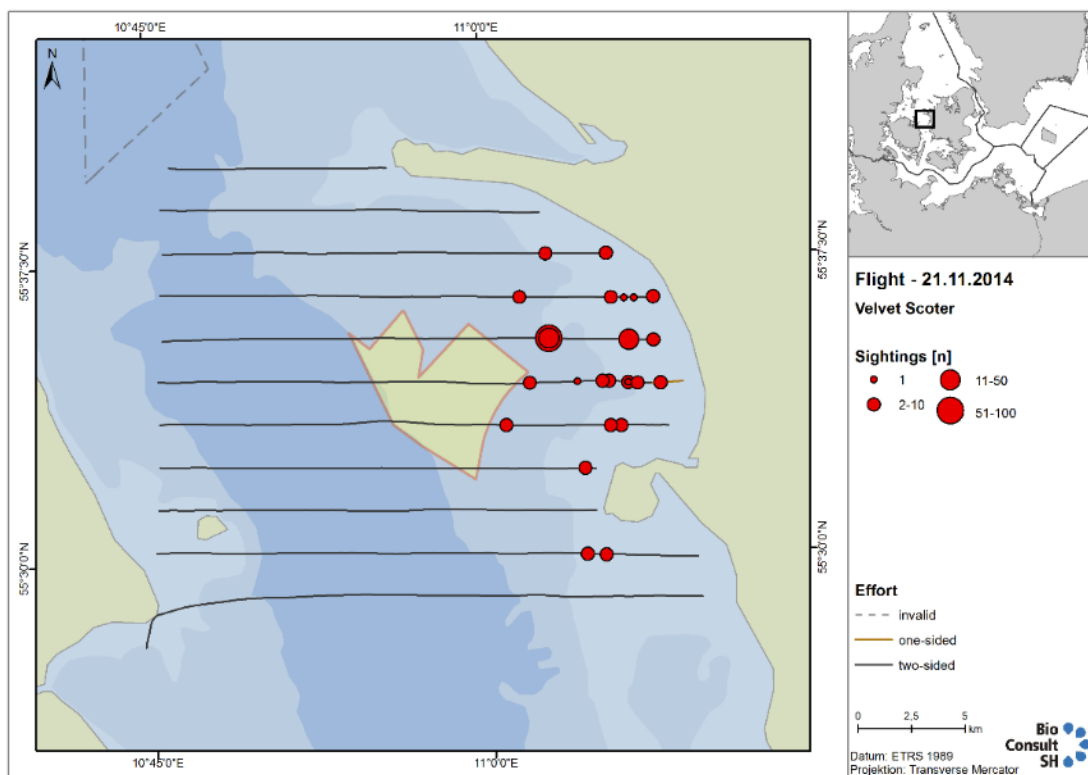 10°45'0"E
11°0'0"E
N
55°37'30"N
55°37'30"N
55°30'0"N
55°30'0"N
10°45'0"E
11°0'0"E
Flight - 21.11.2014
Velvet Scoter
Sightings [n]
1
11-50
2-10
51-100
Effort
invalid
one-sided
two-sided
0 2,5 5
km
Datum: ETRS 1989
Projektion: Transverse Mercator
Bio
Consult
SH